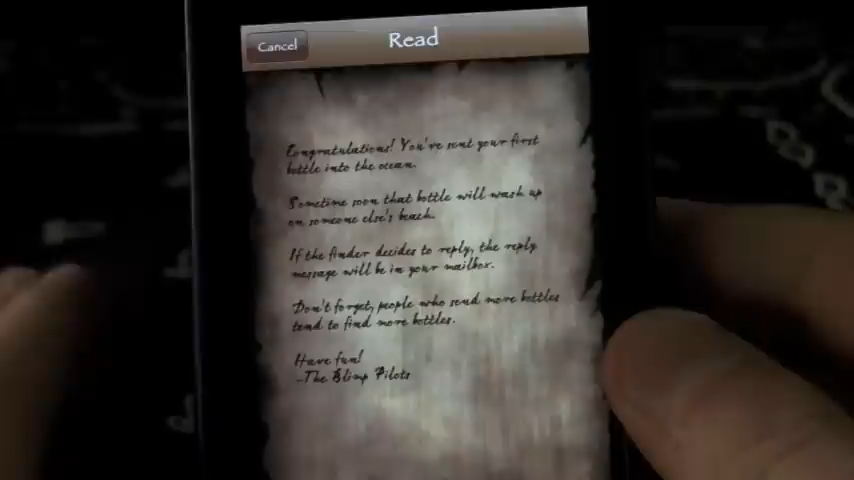 Cancel
Read
Congratulations! You've sent your first
bottle into the ocean.
Sometime soon that bottle will wash up
on someone else's beach.
If the finder decides to reply, the reply
message will be in your mailbox.
Don't forget, people who send more bottles
tend to find more bottles.
Have fun!
-The Blimp Pilots